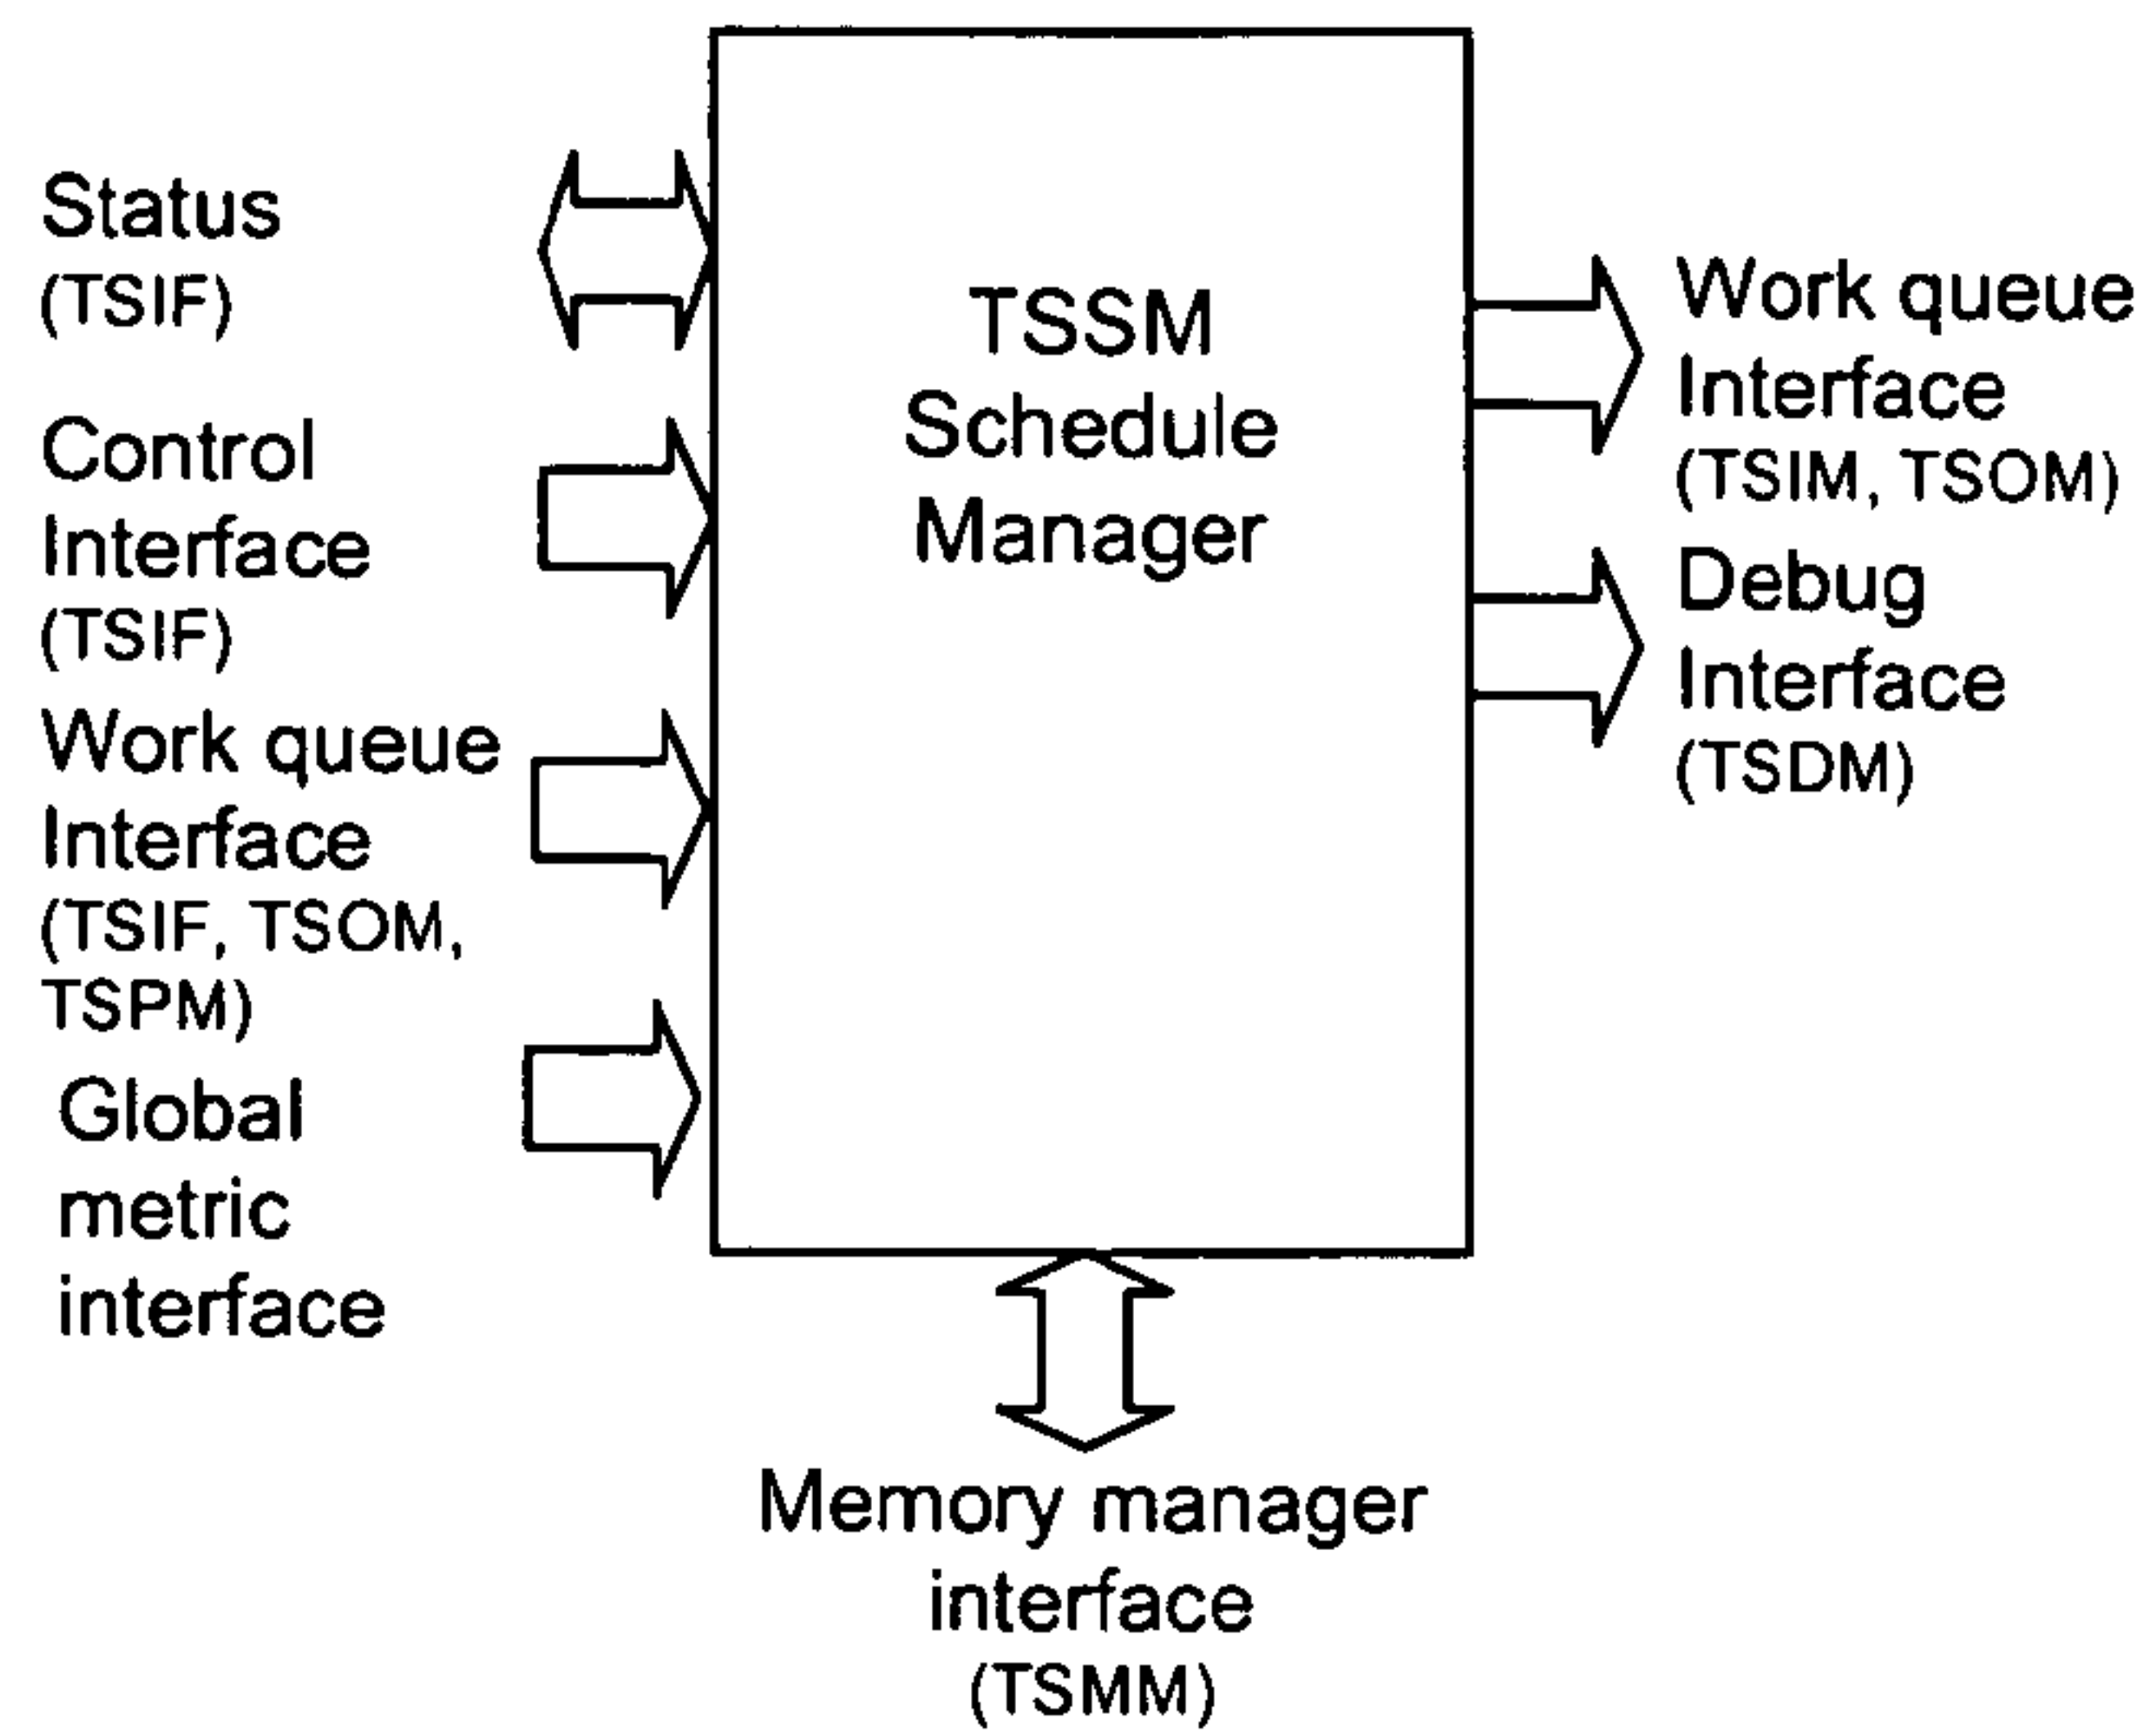 Status
(TSIF)
Control
Interface
(TSIF)
Work queue
Interface
(TSIF, TSOM,
TSPM)
Global
metric
interface
TSSM
Schedule
Manager
Work queue
Interface
(TSIM, TSOM)
Debug
Interface
(TSDM)
Memory manager
interface
(TSMM)